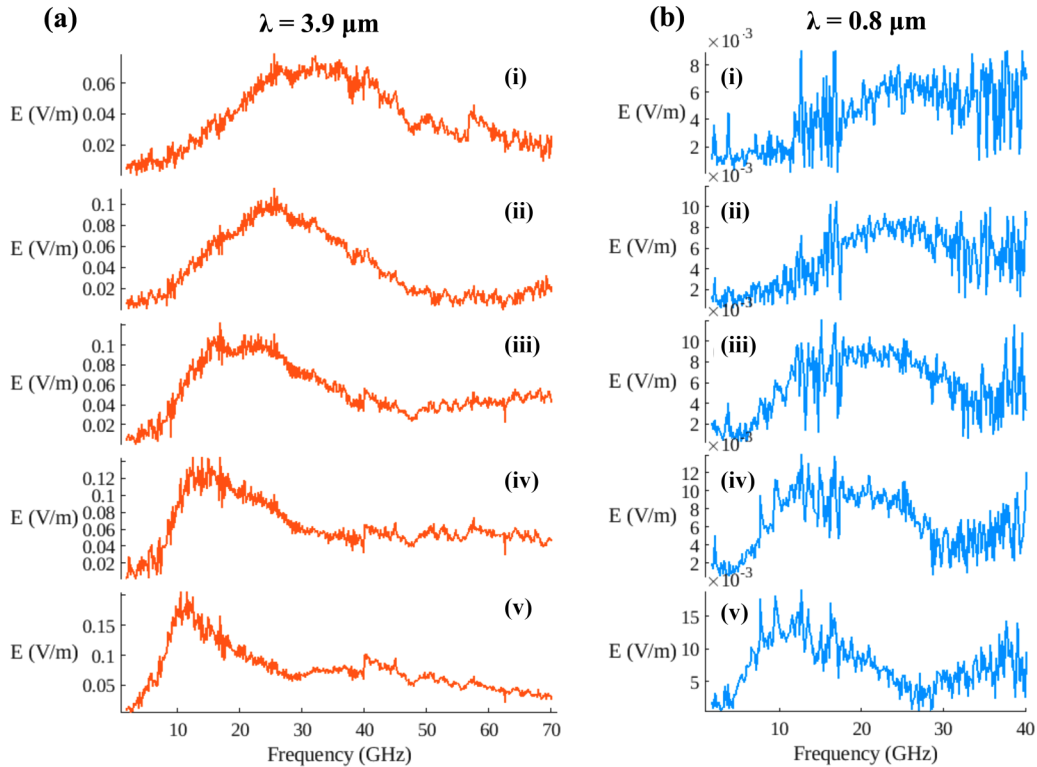 (a) λ = 3.9 µm
(i)
E (V/m)
0.06
0.04
0.02
(ii)
E (V/m)
0.1
0.08
0.06
0.04
0.02
(iii)
E (V/m)
0.1
0.08
0.06
0.04
0.02
(iv)
E (V/m)
0.12
0.1
0.08
0.06
0.04
0.02
(v)
E (V/m)
0.15
0.1
0.05
10 20 30 40 50 60 70
Frequency (GHz)
(b) λ = 0.8 µm
×10⁻³
(i)
E (V/m)
8
6
4
2
×10⁻³
(ii)
E (V/m)
10
8
6
4
2
×10⁻³
(iii)
E (V/m)
10
8
6
4
2
×10⁻³
(iv)
E (V/m)
12
10
8
6
4
2
×10⁻³
(v)
E (V/m)
15
10
5
10 20 30 40
Frequency (GHz)